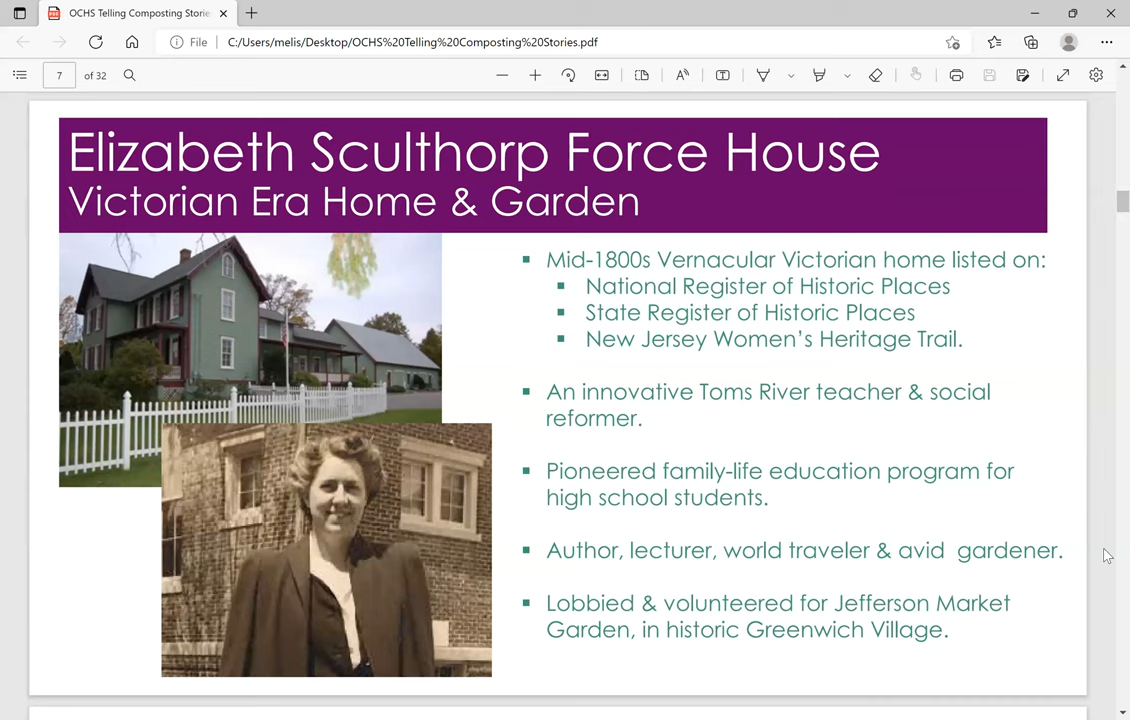 OCHS Telling Composting Storie
File
C:/Users/melis/Desktop/OCHS%20Telling%20Composting%20Stories.pdf
7 of 32
Elizabeth Sculthorp Force House
Victorian Era Home & Garden
▪ Mid-1800s Vernacular Victorian home listed on:
▪ National Register of Historic Places
▪ State Register of Historic Places
▪ New Jersey Women’s Heritage Trail.
▪ An innovative Toms River teacher & social
reformer.
▪ Pioneered family-life education program for
high school students.
▪ Author, lecturer, world traveler & avid  gardener.
▪ Lobbied & volunteered for Jefferson Market
Garden, in historic Greenwich Village.